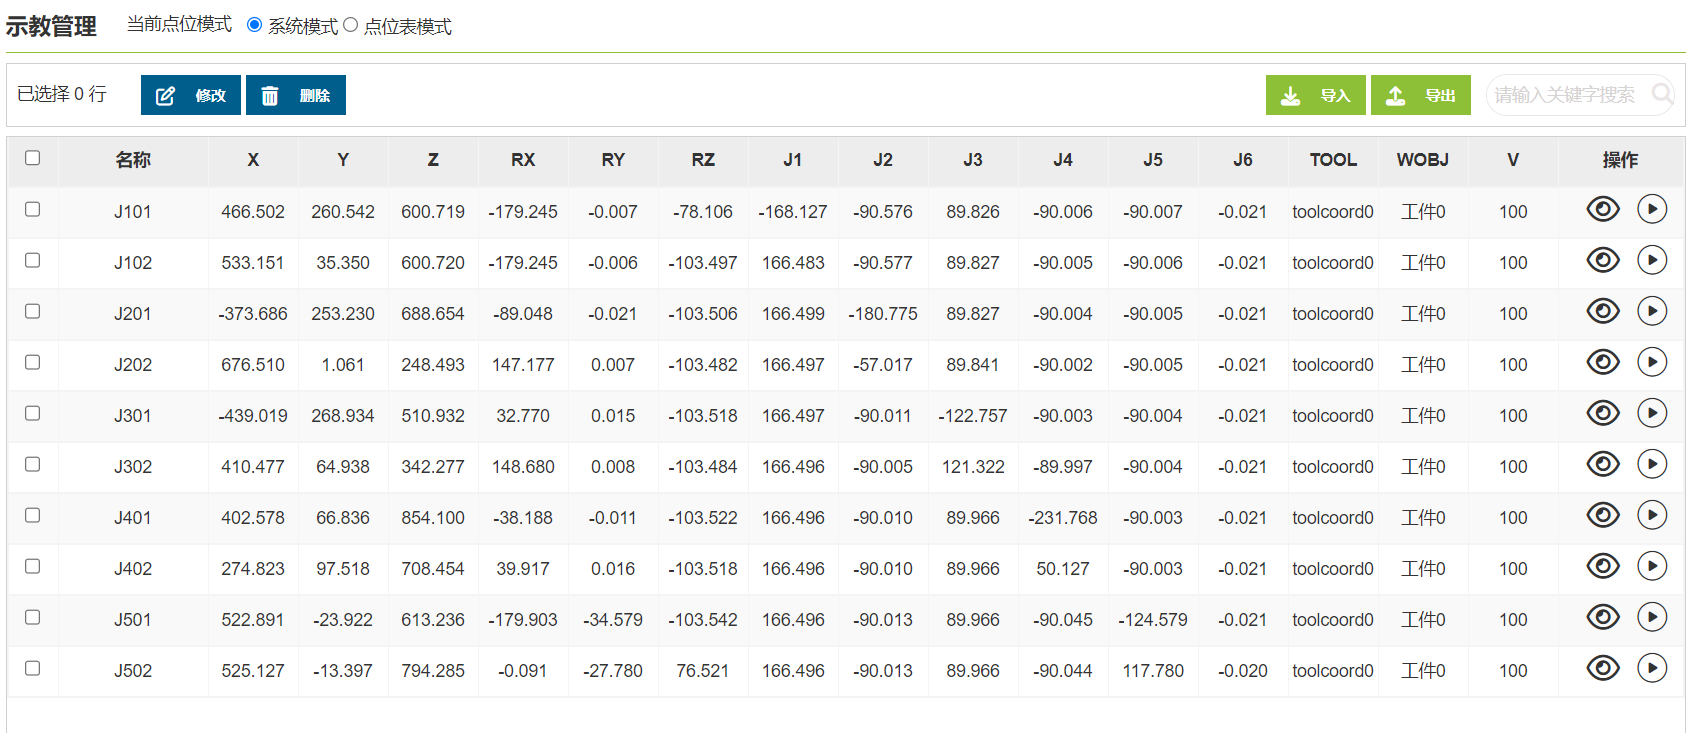 示教管理 当前点位模式 系统模式 点位表模式
已选择 0 行 修改 删除 导入 导出 请输入关键字搜索
名称 X Y Z RX RY RZ J1 J2 J3 J4 J5 J6 TOOL WOBJ V 操作
J101 466.502 260.542 600.719 -179.245 -0.007 -78.106 -168.127 -90.576 89.826 -90.006 -90.007 -0.021 toolcoord0 工件0 100
J102 533.151 35.350 600.720 -179.245 -0.006 -103.497 166.483 -90.577 89.827 -90.005 -90.006 -0.021 toolcoord0 工件0 100
J201 -373.686 253.230 688.654 -89.048 -0.021 -103.506 166.499 -180.775 89.827 -90.004 -90.005 -0.021 toolcoord0 工件0 100
J202 676.510 1.061 248.493 147.177 0.007 -103.482 166.497 -57.017 89.841 -90.002 -90.005 -0.021 toolcoord0 工件0 100
J301 -439.019 268.934 510.932 32.770 0.015 -103.518 166.497 -90.011 -122.757 -90.003 -90.004 -0.021 toolcoord0 工件0 100
J302 410.477 64.938 342.277 148.680 0.008 -103.484 166.496 -90.005 121.322 -89.997 -90.004 -0.021 toolcoord0 工件0 100
J401 402.578 66.836 854.100 -38.188 -0.011 -103.522 166.496 -90.010 89.966 -231.768 -90.003 -0.021 toolcoord0 工件0 100
J402 274.823 97.518 708.454 39.917 0.016 -103.518 166.496 -90.010 89.966 50.127 -90.003 -0.021 toolcoord0 工件0 100
J501 522.891 -23.922 613.236 -179.903 -34.579 -103.542 166.496 -90.013 89.966 -90.045 -124.579 -0.021 toolcoord0 工件0 100
J502 525.127 -13.397 794.285 -0.091 -27.780 76.521 166.496 -90.013 89.966 -90.044 117.780 -0.020 toolcoord0 工件0 100